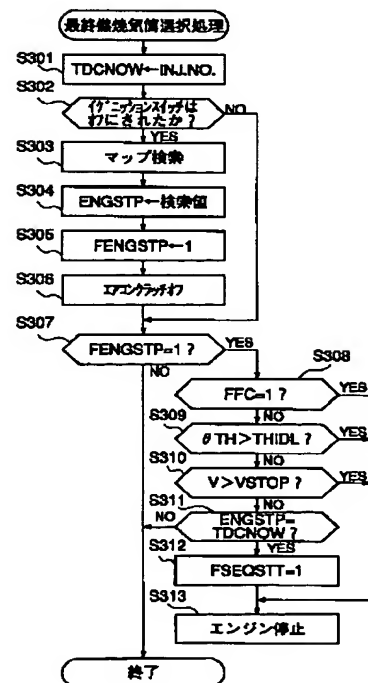 最終燃焼気筒選択処理
S301
TDCNOW←INJ.NO.
S302
イグニッションスイッチは
オフにされたか？
NO
YES
S303
マップ検索
S304
ENGSTP←検索値
S305
FENGSTP←1
S306
エアコンクラッチオフ
S307
FENGSTP=1 ?
YES
NO
S308
FFC=1 ?
YES
NO
S309
θTH>THIDL ?
YES
NO
S310
V>VSTOP ?
YES
NO
S311
ENGSTP=
TDCNOW ?
NO
YES
S312
FSEQSTT=1
S313
エンジン停止
終了